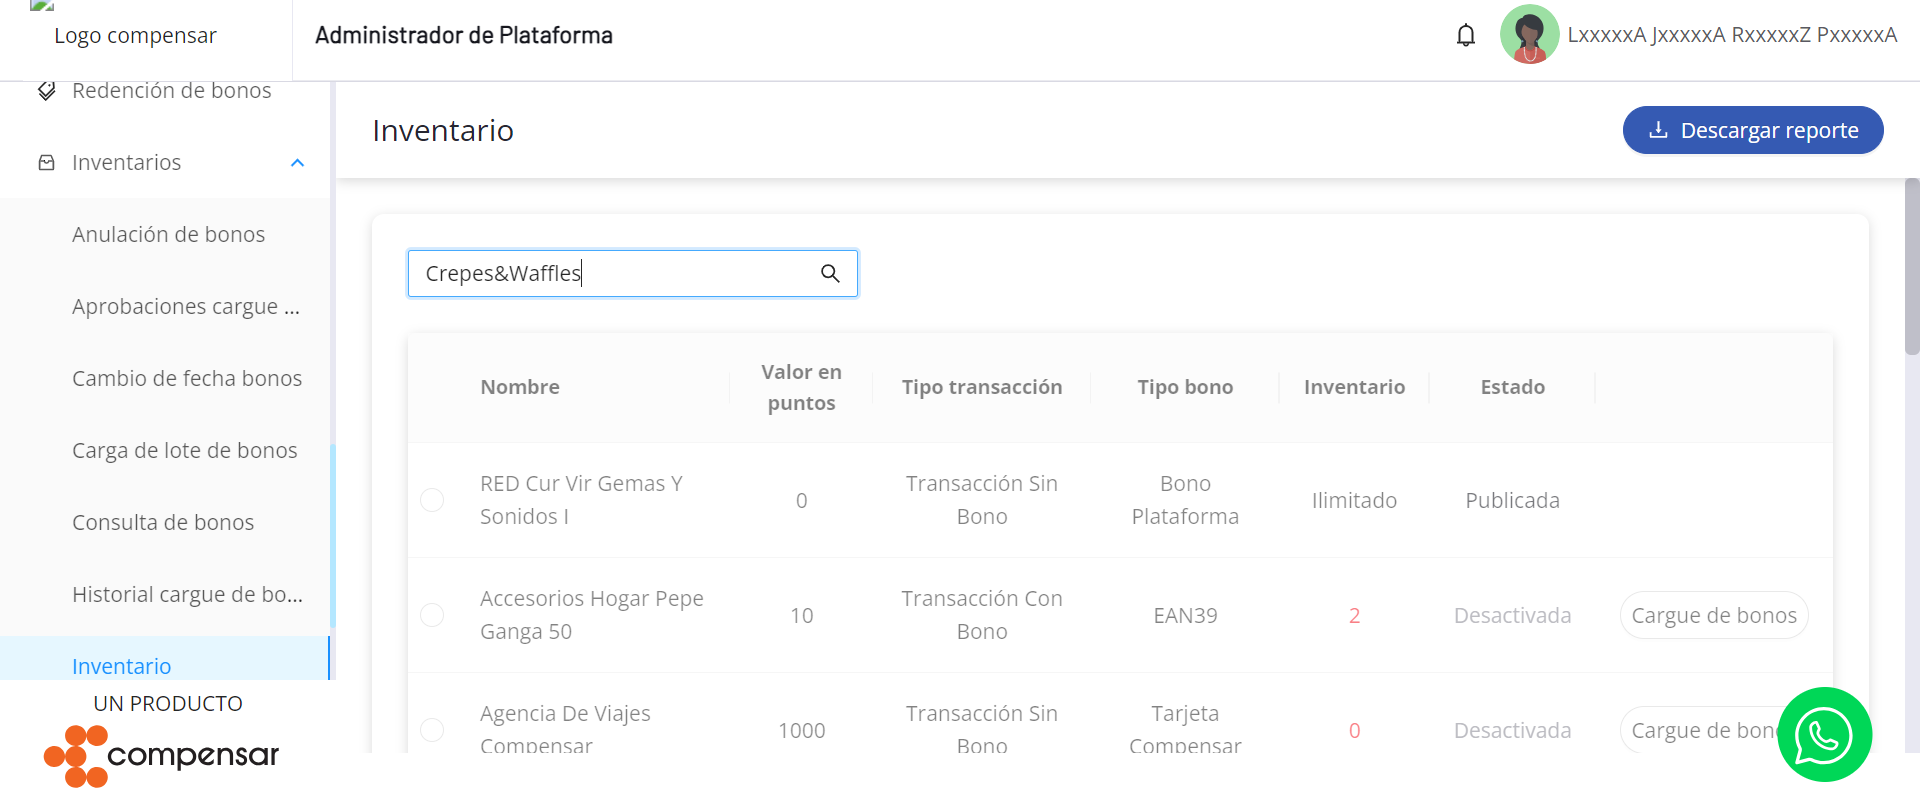 Logo compensar
Administrador de Plataforma
LxxxxxA JxxxxxA RxxxxxZ PxxxxxA
Redención de bonos
Inventarios
Anulación de bonos
Aprobaciones cargue ...
Cambio de fecha bonos
Carga de lote de bonos
Consulta de bonos
Historial cargue de bo...
Inventario
UN PRODUCTO
compensar
Inventario
Descargar reporte
Crepes&Waffles
Nombre
Valor en
puntos
Tipo transacción
Tipo bono
Inventario
Estado
RED Cur Vir Gemas Y
Sonidos I
0
Transacción Sin
Bono
Bono
Plataforma
Ilimitado
Publicada
Accesorios Hogar Pepe
Ganga 50
10
Transacción Con
Bono
EAN39
2
Desactivada
Cargue de bonos
Agencia De Viajes
Compensar
1000
Transacción Sin
Bono
Tarjeta
Compensar
0
Desactivada
Cargue de bon